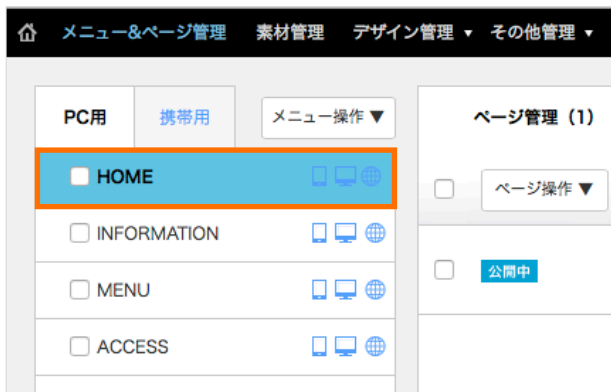 メニュー&ページ管理 素材管理 デザイン管理 ▼ その他管理 ▼
PC用 携帯用 メニュー操作 ▼ ページ管理（1）
HOME
ページ操作 ▼
INFORMATION
公開中
MENU
ACCESS